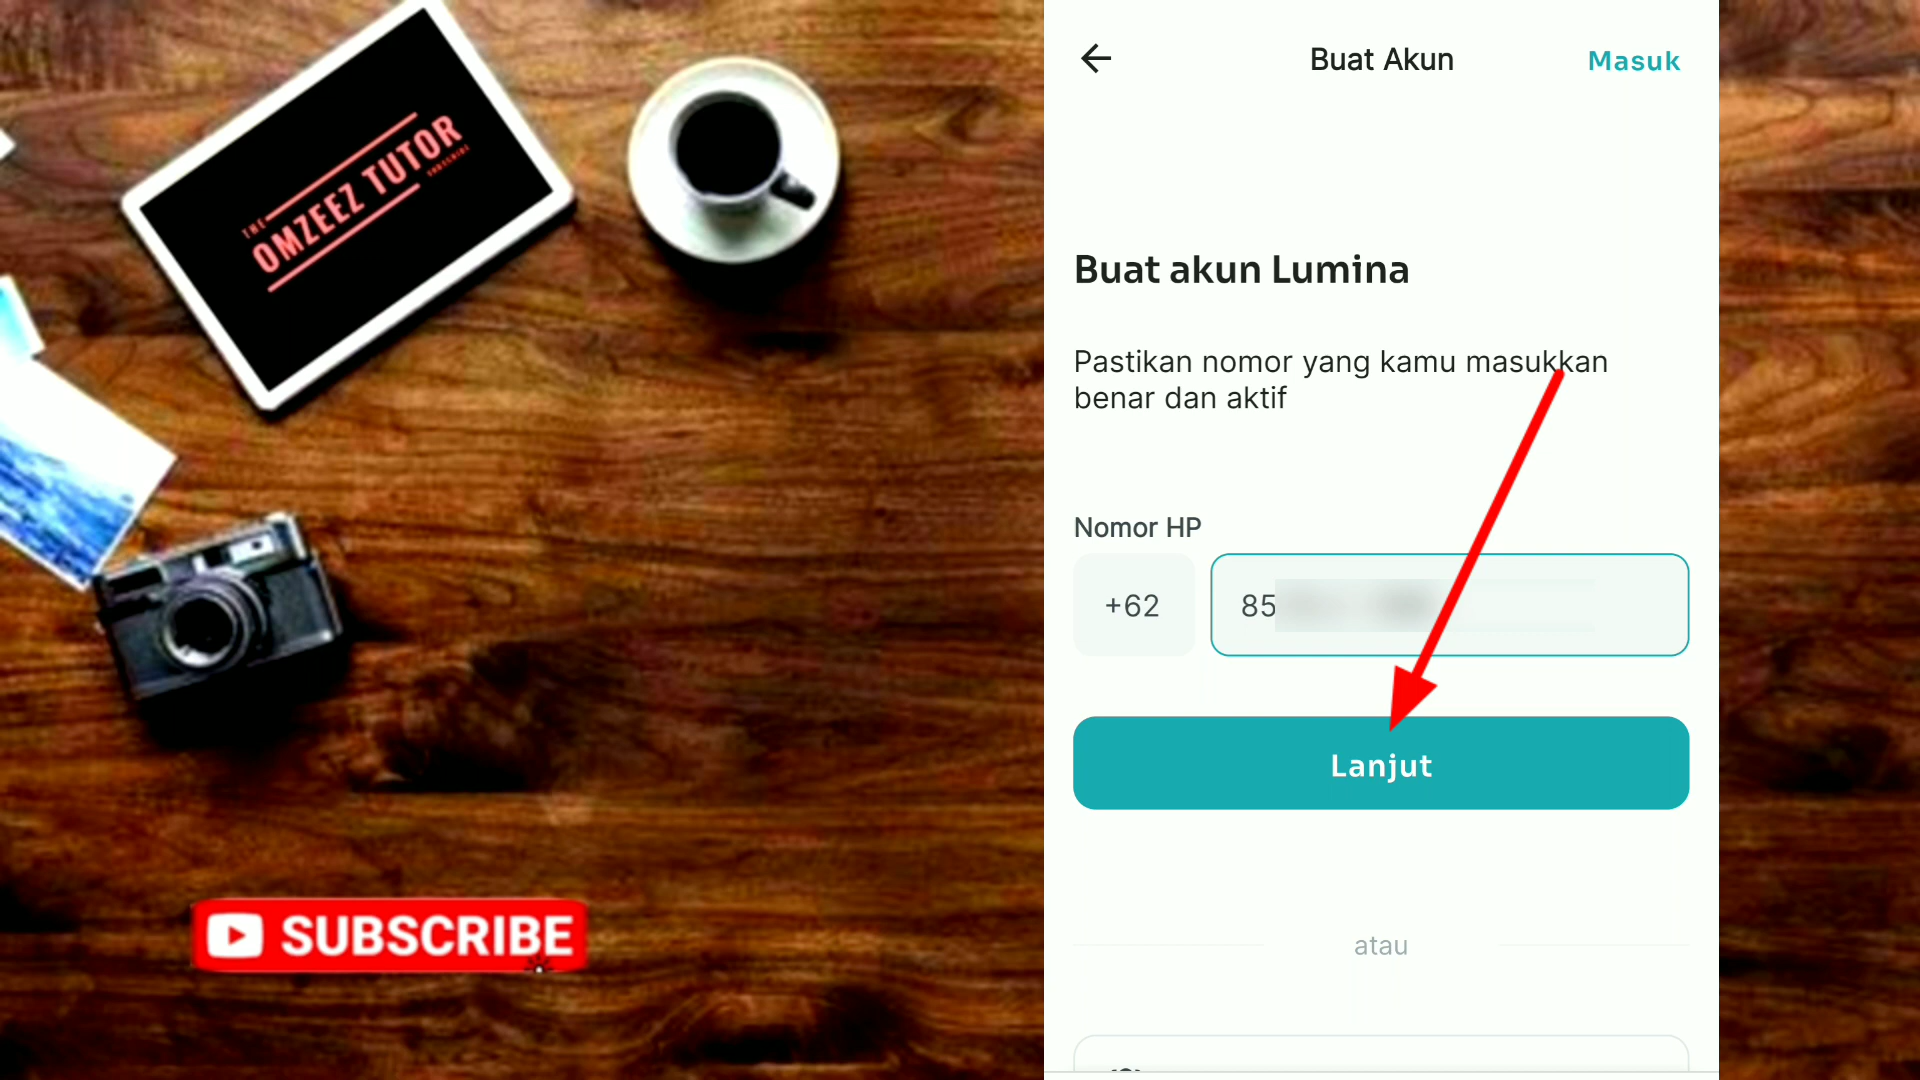 THE
OMZEEZ TUTOR
SUBSCRIBE
SUBSCRIBE
Buat Akun
Masuk
Buat akun Lumina
Pastikan nomor yang kamu masukkan
benar dan aktif
Nomor HP
+62
85
Lanjut
atau